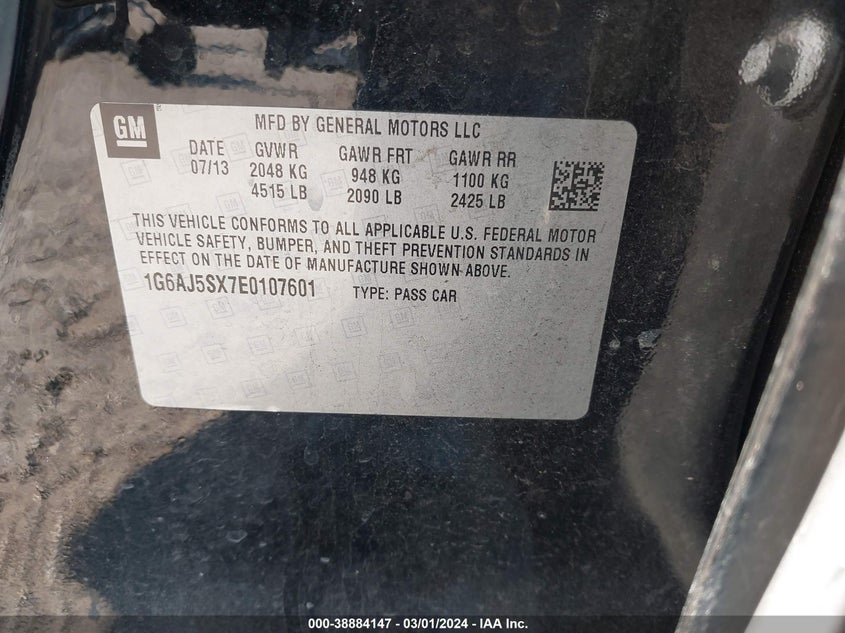 GM
MFD BY GENERAL MOTORS LLC
DATE GVWR GAWR FRT GAWR RR
07/13 2048 KG 948 KG 1100 KG
4515 LB 2090 LB 2425 LB
THIS VEHICLE CONFORMS TO ALL APPLICABLE U.S. FEDERAL MOTOR
VEHICLE SAFETY, BUMPER, AND THEFT PREVENTION STANDARDS IN
EFFECT ON THE DATE OF MANUFACTURE SHOWN ABOVE.
1G6AJ5SX7E0107601 TYPE: PASS CAR
000-38884147 - 03/01/2024 - IAA Inc.